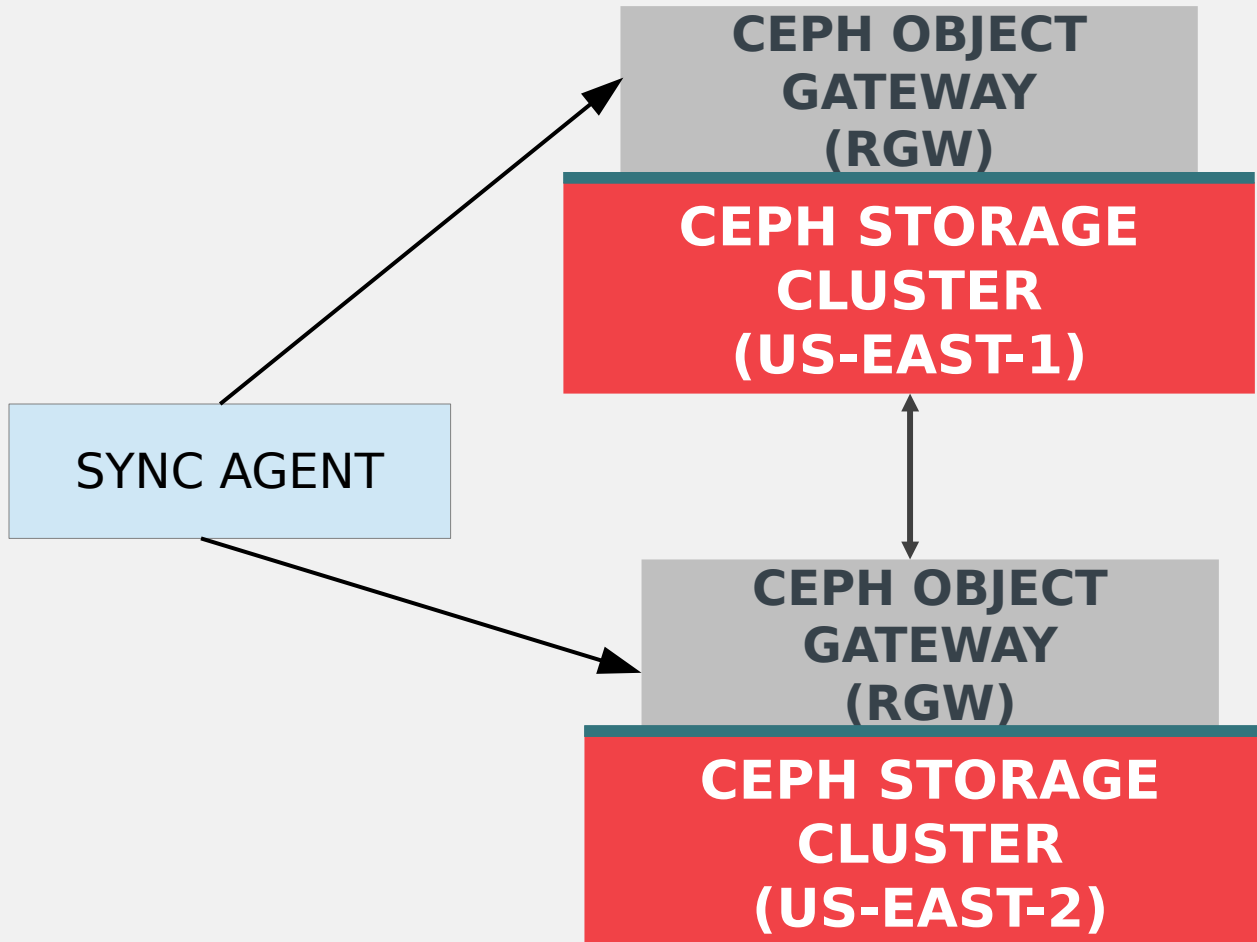 CEPH OBJECT
GATEWAY
(RGW)
CEPH STORAGE
CLUSTER
(US-EAST-1)
SYNC AGENT
CEPH OBJECT
GATEWAY
(RGW)
CEPH STORAGE
CLUSTER
(US-EAST-2)